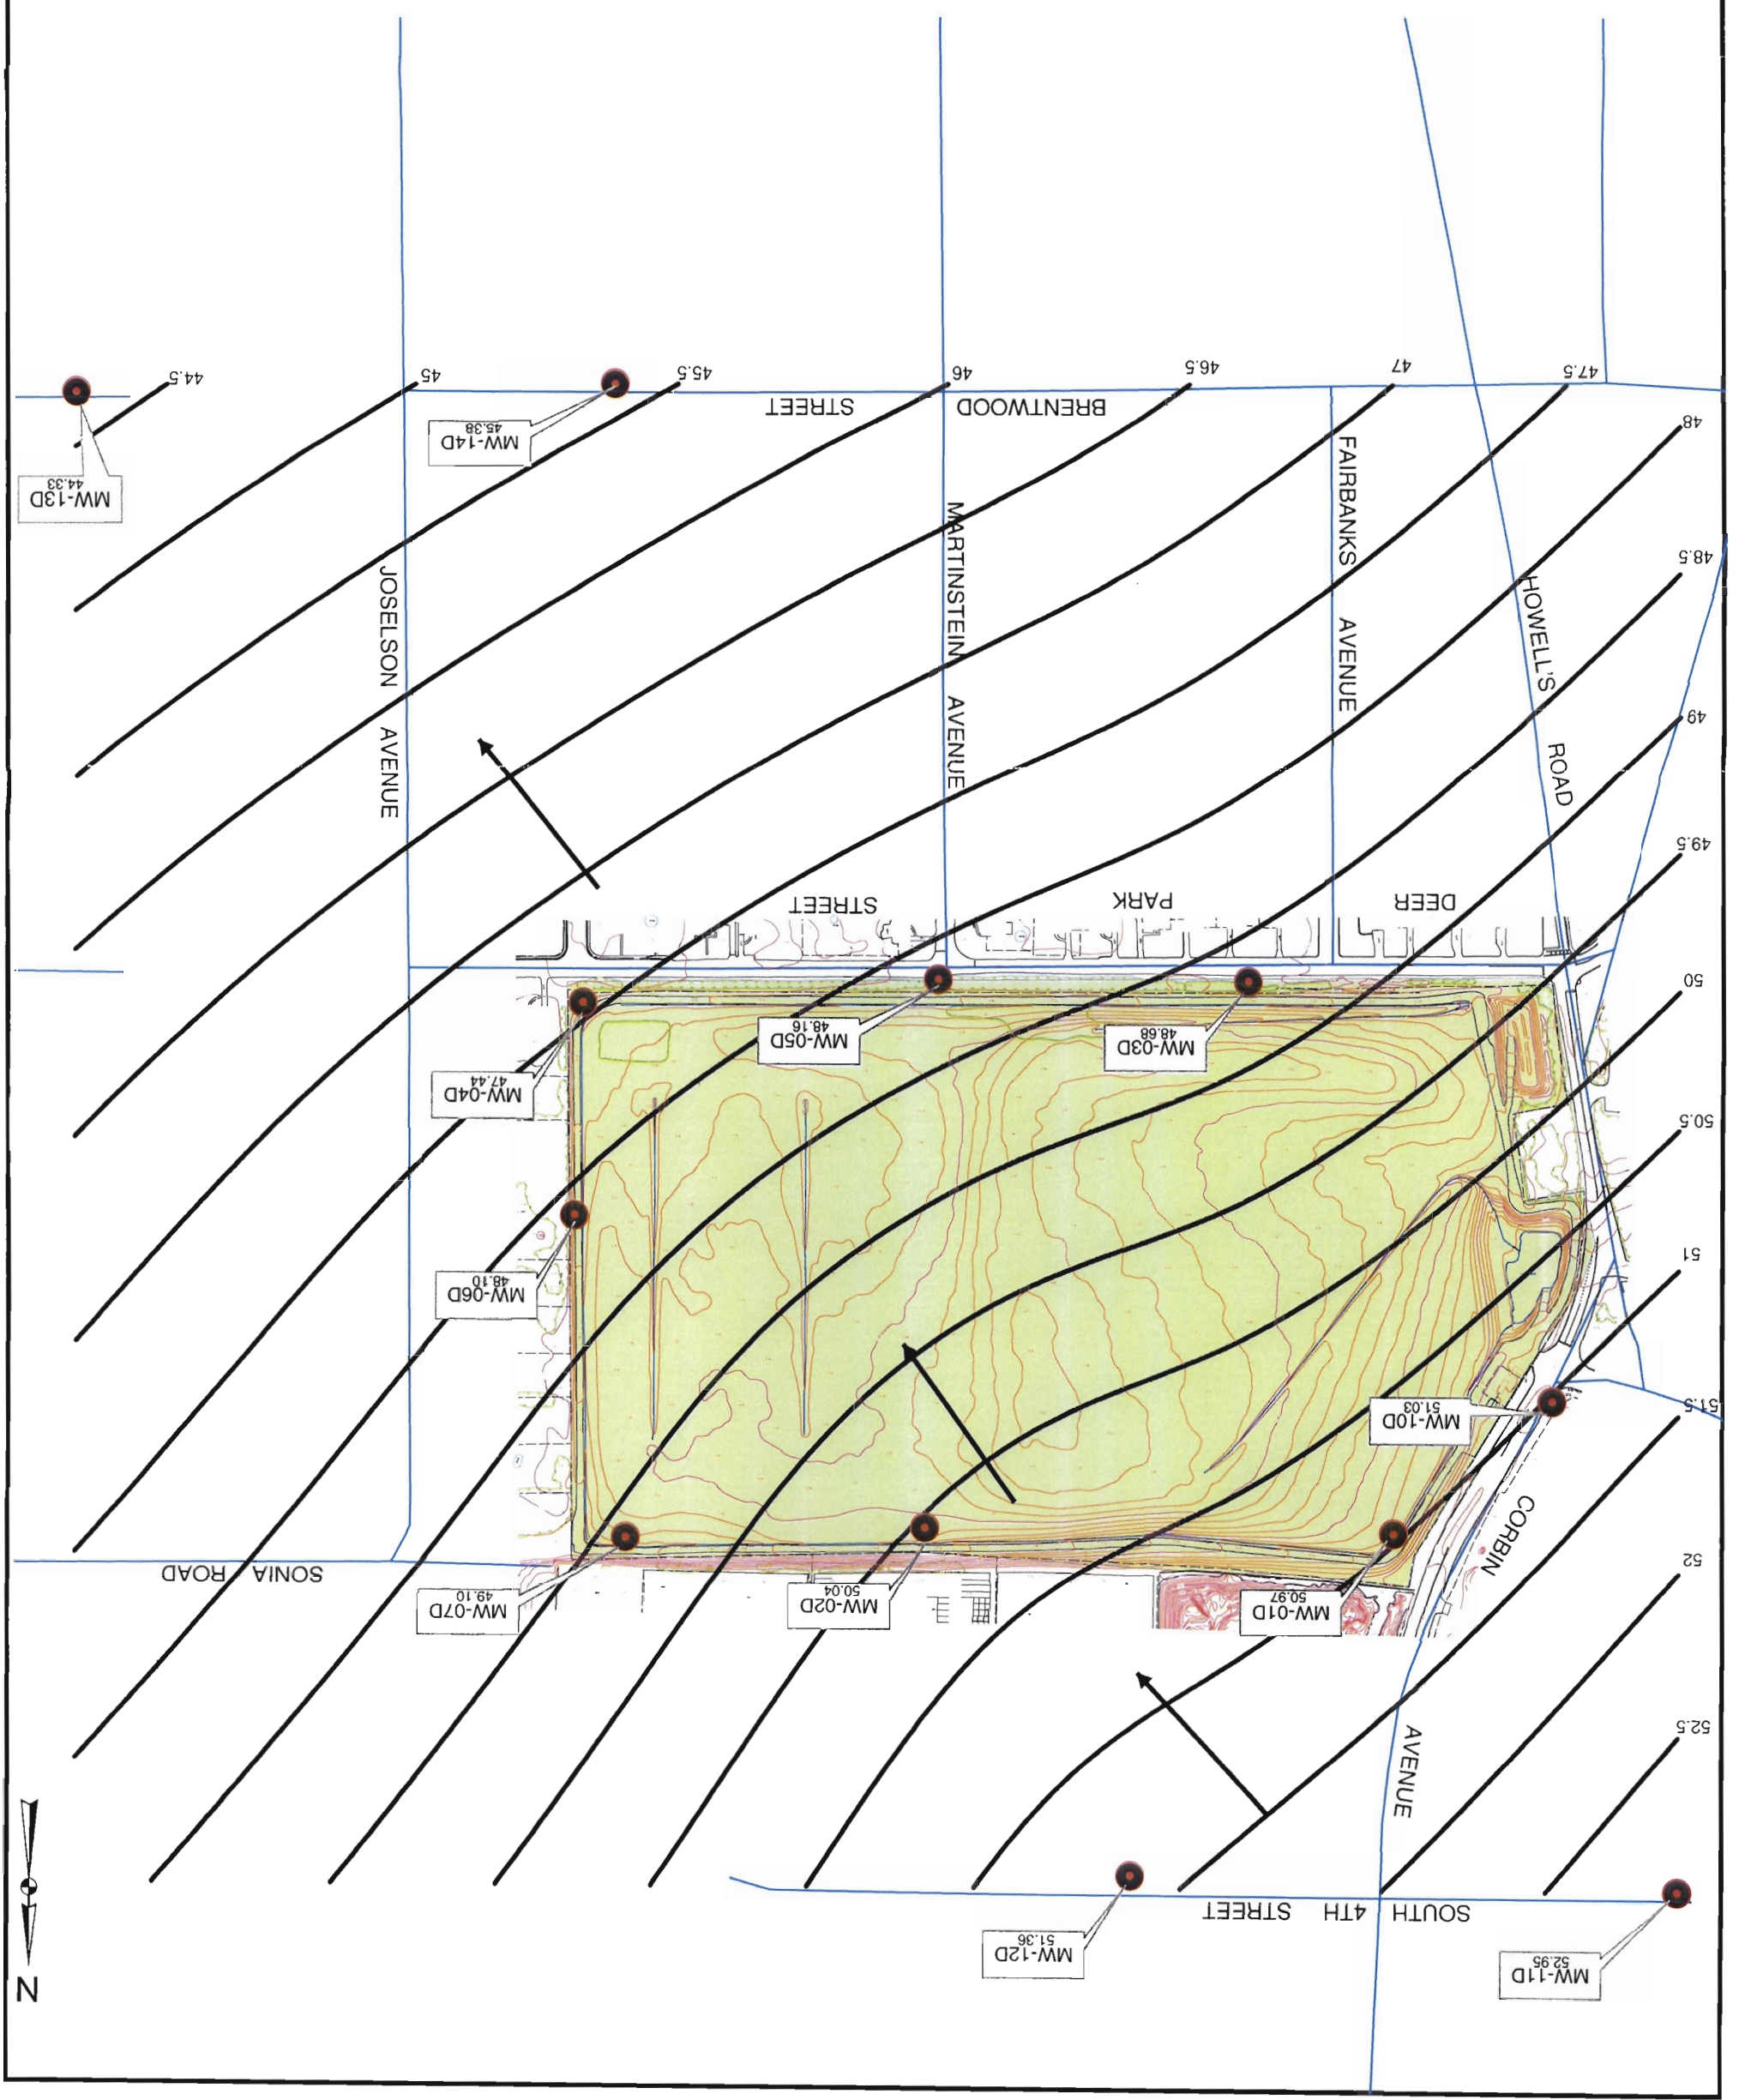 N
MW-11D
52.95
MW-12D
51.36
SOUTH 4TH STREET
52.5
CORBIN AVENUE
MW-01D
50.97
MW-02D
50.04
MW-07D
49.10
SONIA ROAD
52
51.5
MW-10D
51.03
MW-06D
48.10
51
50.5
MW-04D
47.44
MW-03D
48.68
MW-05D
48.16
50
DEER PARK STREET
49.5
49
HOWELL'S ROAD
FAIRBANKS AVENUE
MARTINSTEIN AVENUE
JOSELSON AVENUE
48.5
48
MW-13D
44.33
MW-14D
45.38
BRENTWOOD STREET
47.5
47
46.5
46
45.5
45
44.5